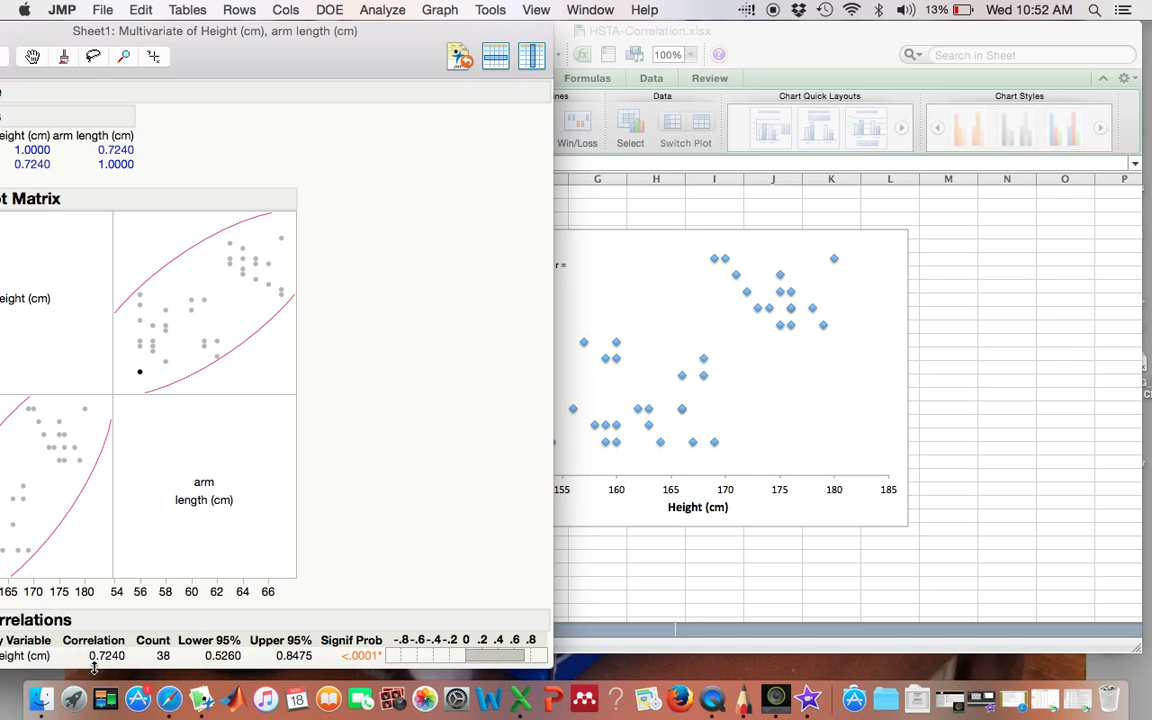 JMP File Edit Tables Rows Cols DOE Analyze Graph Tools View Window Help 13% Wed 10:52 AM
Sheet1: Multivariate of Height (cm), arm length (cm)
HSTA-Correlation.xlsx
100%
Search in Sheet
Formulas Data Review
Data Chart Quick Layouts Chart Styles
Win/Loss Select Switch Plot
eight (cm) arm length (cm)
1.0000 0.7240
0.7240 1.0000
G H I J K L M N O P
ot Matrix
eight (cm)
arm
length (cm)
165 170 175 180 54 56 58 60 62 64 66
r =
155 160 165 170 175 180 185
Height (cm)
rrelations
y Variable Correlation Count Lower 95% Upper 95% Signif Prob -.8 -.6 -.4 -.2 0 .2 .4 .6 .8
eight (cm) 0.7240 38 0.5260 0.8475 <.0001*
NOV
18